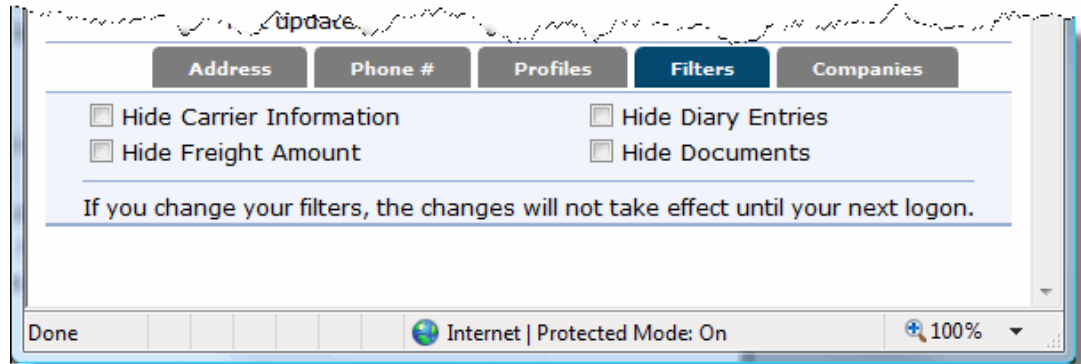 update
Address Phone # Profiles Filters Companies
Hide Carrier Information Hide Diary Entries
Hide Freight Amount Hide Documents
If you change your filters, the changes will not take effect until your next logon.
Done Internet | Protected Mode: On 100%